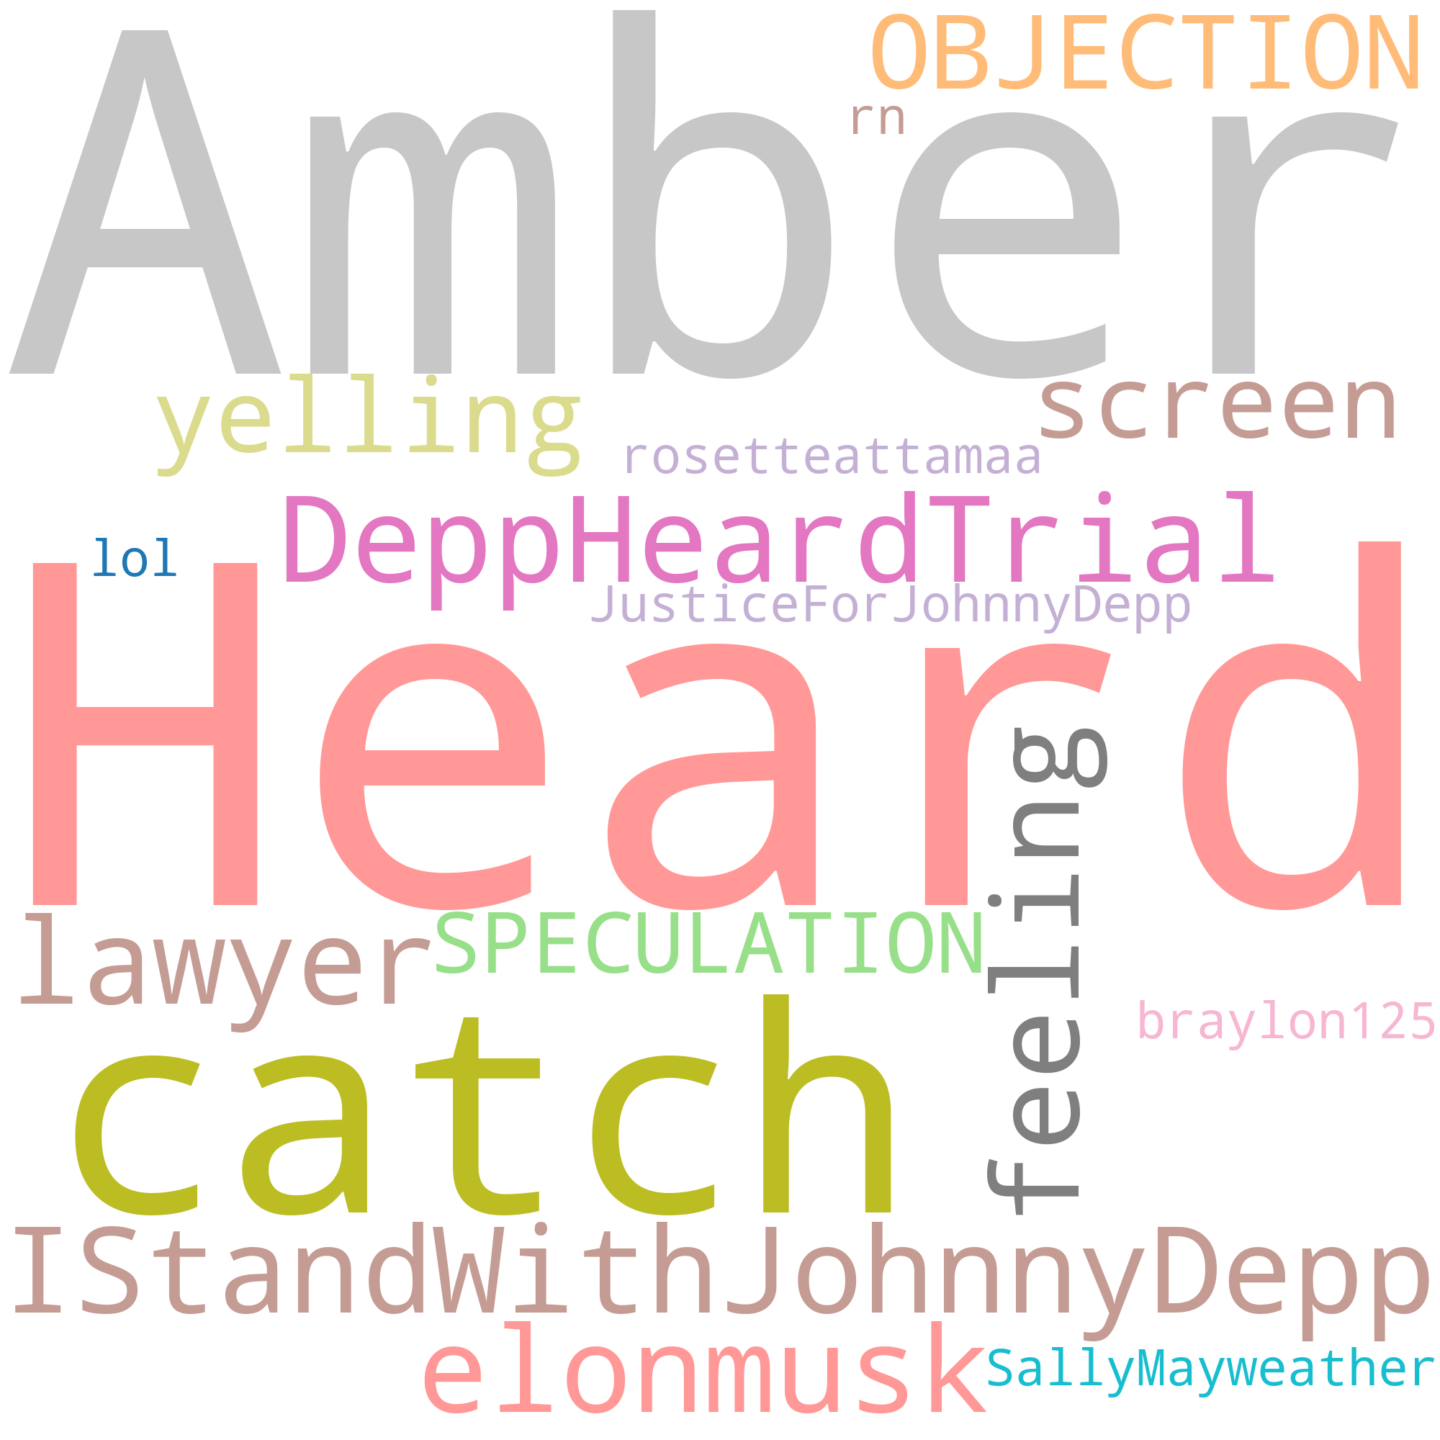 OBJECTION
Amber
rn
yelling
screen
rosetteattamaa
DeppHeardTrial
lol
JusticeForJohnnyDepp
Heard
feeling
lawyer
SPECULATION
catch
braylon125
IStandWithJohnnyDepp
elonmusk
SallyMayweather